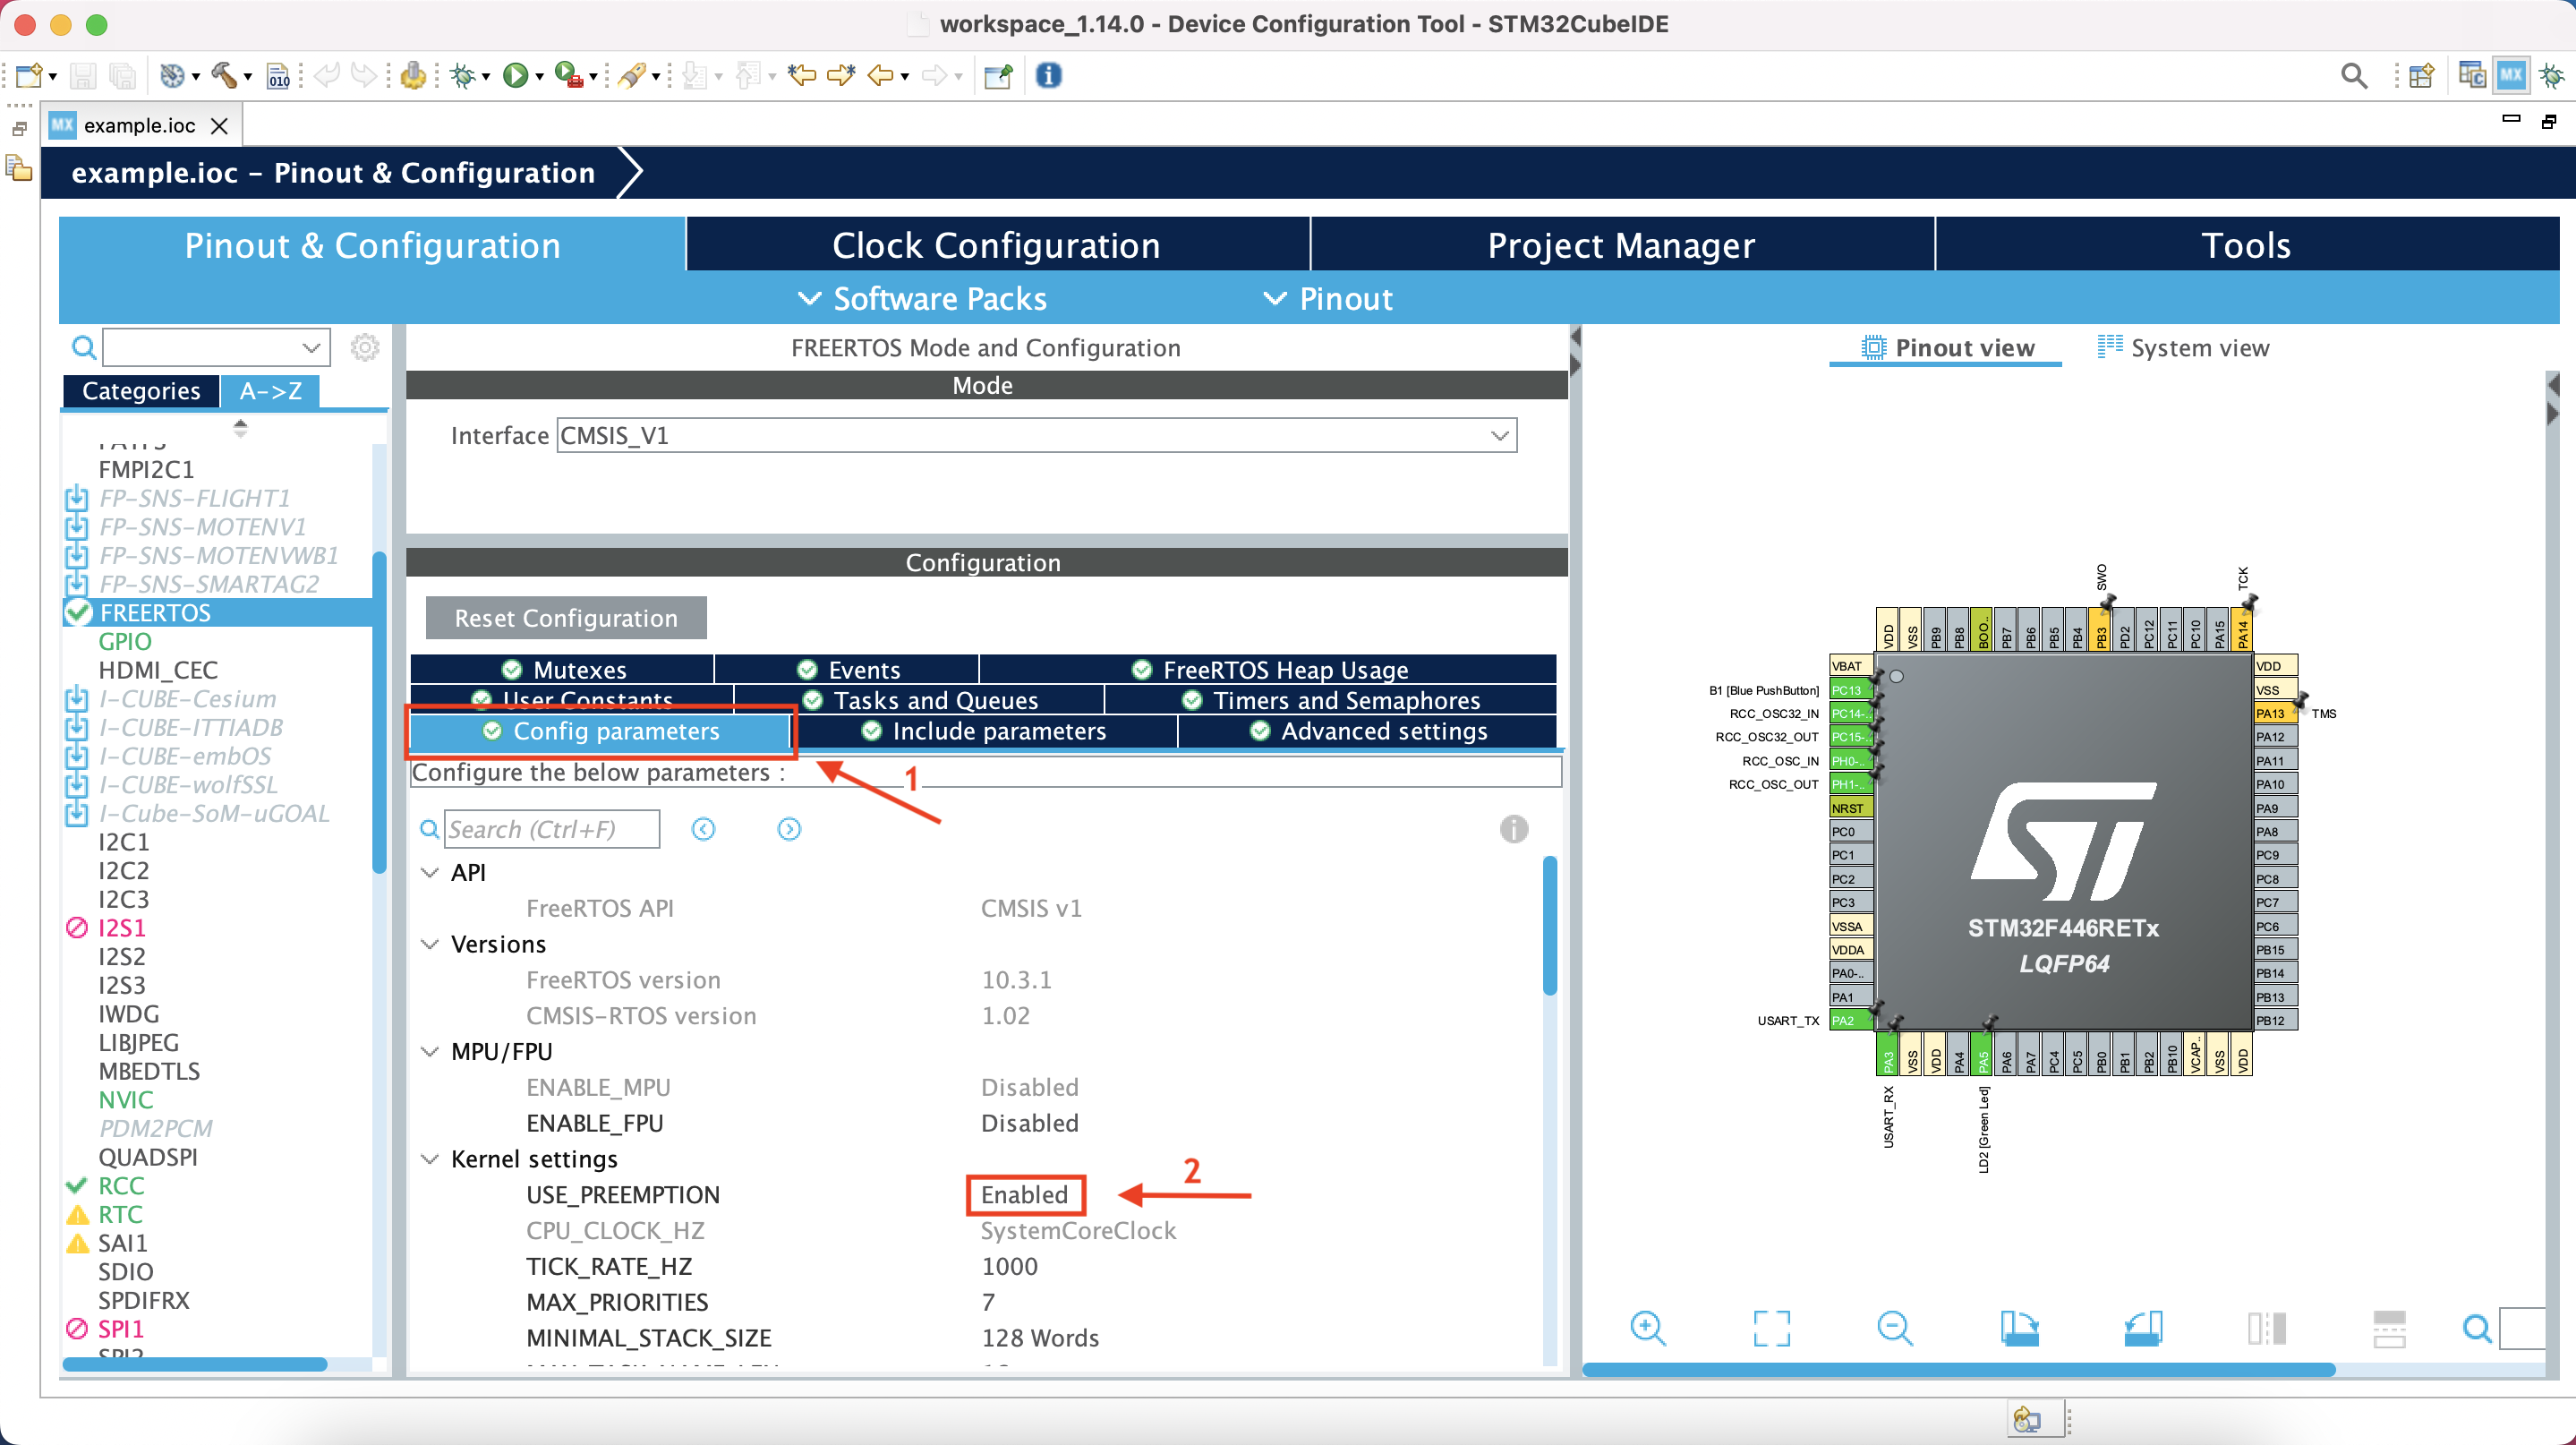 workspace_1.14.0 - Device Configuration Tool - STM32CubeIDE
010
MX
MX example.ioc
example.ioc – Pinout & Configuration
Pinout & Configuration
Clock Configuration
Project Manager
Tools
Software Packs
Pinout
Categories
A->Z
FMPI2C1
FP-SNS-FLIGHT1
FP-SNS-MOTENV1
FP-SNS-MOTENVWB1
FP-SNS-SMARTAG2
FREERTOS
GPIO
HDMI_CEC
I-CUBE-Cesium
I-CUBE-ITTIADB
I-CUBE-embOS
I-CUBE-wolfSSL
I-Cube-SoM-uGOAL
I2C1
I2C2
I2C3
I2S1
I2S2
I2S3
IWDG
LIBJPEG
MBEDTLS
NVIC
PDM2PCM
QUADSPI
RCC
RTC
SAI1
SDIO
SPDIFRX
SPI1
FREERTOS Mode and Configuration
Mode
Interface CMSIS_V1
Configuration
Reset Configuration
Mutexes
Events
FreeRTOS Heap Usage
User Constants
Tasks and Queues
Timers and Semaphores
Config parameters
Include parameters
Advanced settings
Configure the below parameters :
1
Search (Ctrl+F)
API
FreeRTOS API CMSIS v1
Versions
FreeRTOS version 10.3.1
CMSIS-RTOS version 1.02
MPU/FPU
ENABLE_MPU Disabled
ENABLE_FPU Disabled
Kernel settings
USE_PREEMPTION Enabled
2
CPU_CLOCK_HZ SystemCoreClock
TICK_RATE_HZ 1000
MAX_PRIORITIES 7
MINIMAL_STACK_SIZE 128 Words
Pinout view
System view
SWO
TCK
VDD
VSS
PB9
PB8
BOO..
PB7
PB6
PB5
PB4
PB3
PD2
PC12
PC11
PC10
PA15
PA14
VBAT
B1 [Blue PushButton] PC13
RCC_OSC32_IN PC14-..
RCC_OSC32_OUT PC15-..
RCC_OSC_IN PH0-..
RCC_OSC_OUT PH1-..
NRST
PC0
PC1
PC2
PC3
VSSA
VDDA
PA0-..
PA1
USART_TX PA2
ST
STM32F446RETx
LQFP64
VDD
VSS
PA13 TMS
PA12
PA11
PA10
PA9
PA8
PC9
PC8
PC7
PC6
PB15
PB14
PB13
PB12
PA3
VSS
VDD
PA4
PA5
PA6
PA7
PC4
PC5
PB0
PB1
PB2
PB10
VCAP..
VSS
VDD
USART_RX
LD2 [Green Led]